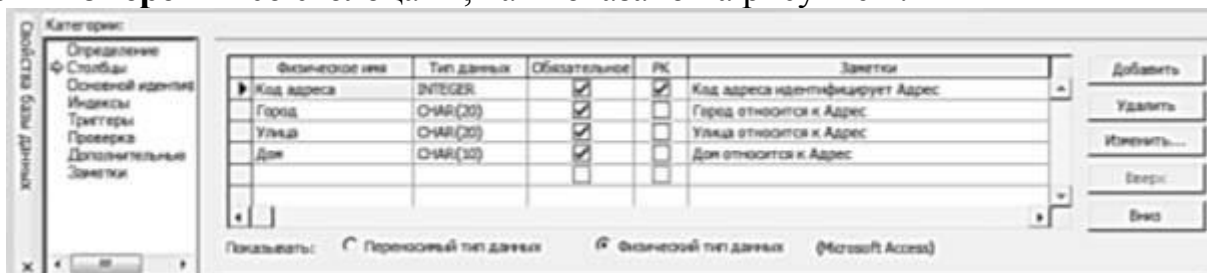 Категории:
Свойства базы данных
Определение
Столбцы
Основной идентиф
Индексы
Триггеры
Проверка
Дополнительные
Заметки
Физическое имя Тип данных Обязательное PK Заметки
Код адреса INTEGER Код адреса идентифицирует Адрес
Город CHAR(20) Город относится к Адрес
Улица CHAR(20) Улица относится к Адрес
Дом CHAR(10) Дом относится к Адрес
Показывать: Переносимый тип данных Физический тип данных (Microsoft Access)
Добавить
Удалить
Изменить...
Вверх
Вниз